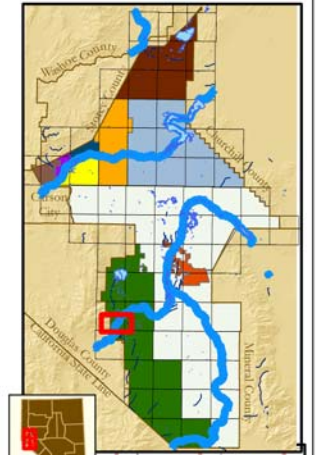 Washoe County
Storey County
Churchill County
Carson
City
Douglas County
California State Line
Mineral County